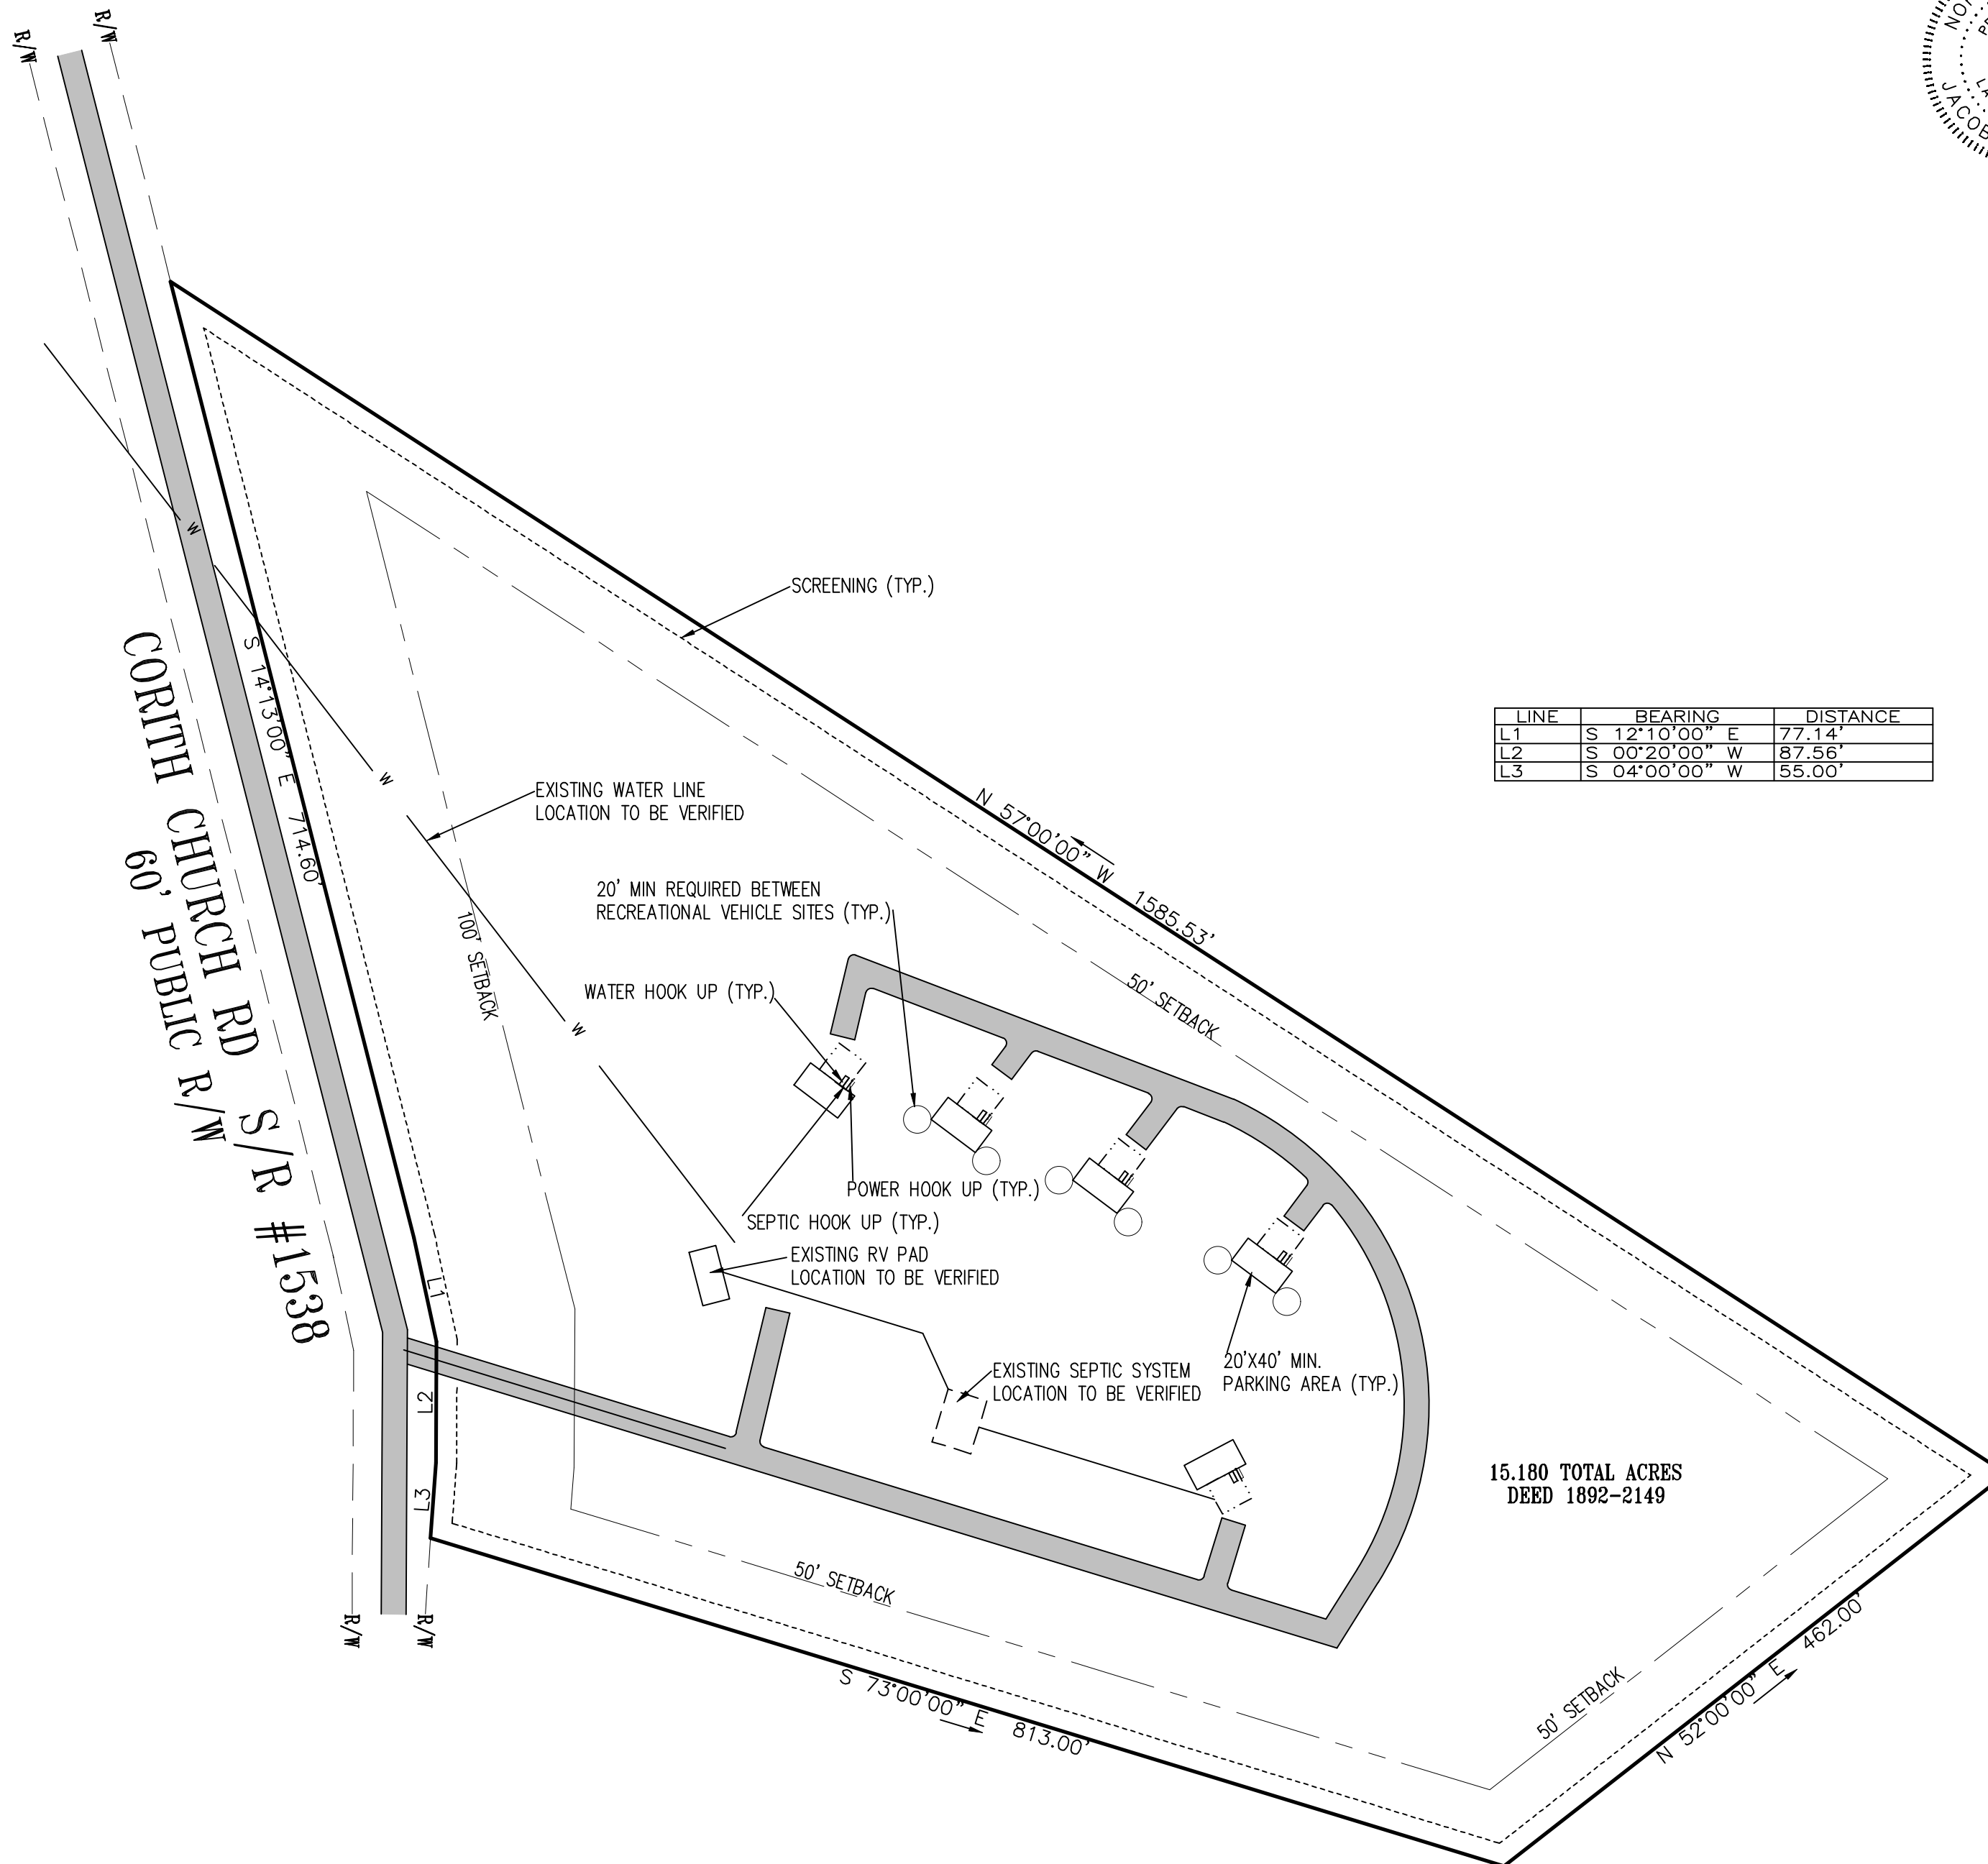 R/W
R/W
JACOB
SCREENING (TYP.)
LINE BEARING DISTANCE
L1 S 12°10'00" E 77.14'
L2 S 00°20'00" W 87.56'
L3 S 04°00'00" W 55.00'
W
S 14°13'00" E 714.60'
CORITH CHURCH RD S/R #1538
60' PUBLIC R/W
W
EXISTING WATER LINE
LOCATION TO BE VERIFIED
N 57°00'00" W 1585.53'
20' MIN REQUIRED BETWEEN
RECREATIONAL VEHICLE SITES (TYP.)
100' SETBACK
50' SETBACK
WATER HOOK UP (TYP.)
W
POWER HOOK UP (TYP.)
SEPTIC HOOK UP (TYP.)
EXISTING RV PAD
LOCATION TO BE VERIFIED
L1
EXISTING SEPTIC SYSTEM
LOCATION TO BE VERIFIED
20'X40' MIN.
PARKING AREA (TYP.)
L2
L3
15.180 TOTAL ACRES
DEED 1892-2149
50' SETBACK
R/W
R/W
S 73°00'00" E 813.00'
50' SETBACK
N 52°00'00" E 462.00'